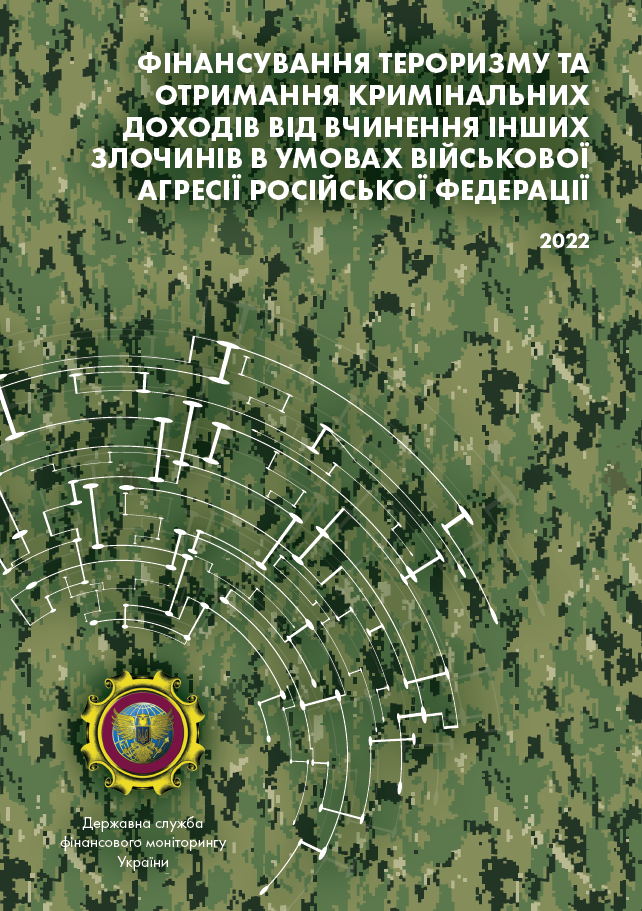 ФІНАНСУВАННЯ ТЕРОРИЗМУ ТА
ОТРИМАННЯ КРИМІНАЛЬНИХ
ДОХОДІВ ВІД ВЧИНЕННЯ ІНШИХ
ЗЛОЧИНІВ В УМОВАХ ВІЙСЬКОВОЇ
АГРЕСІЇ РОСІЙСЬКОЇ ФЕДЕРАЦІЇ
2022
Державна служба
фінансового моніторингу
України